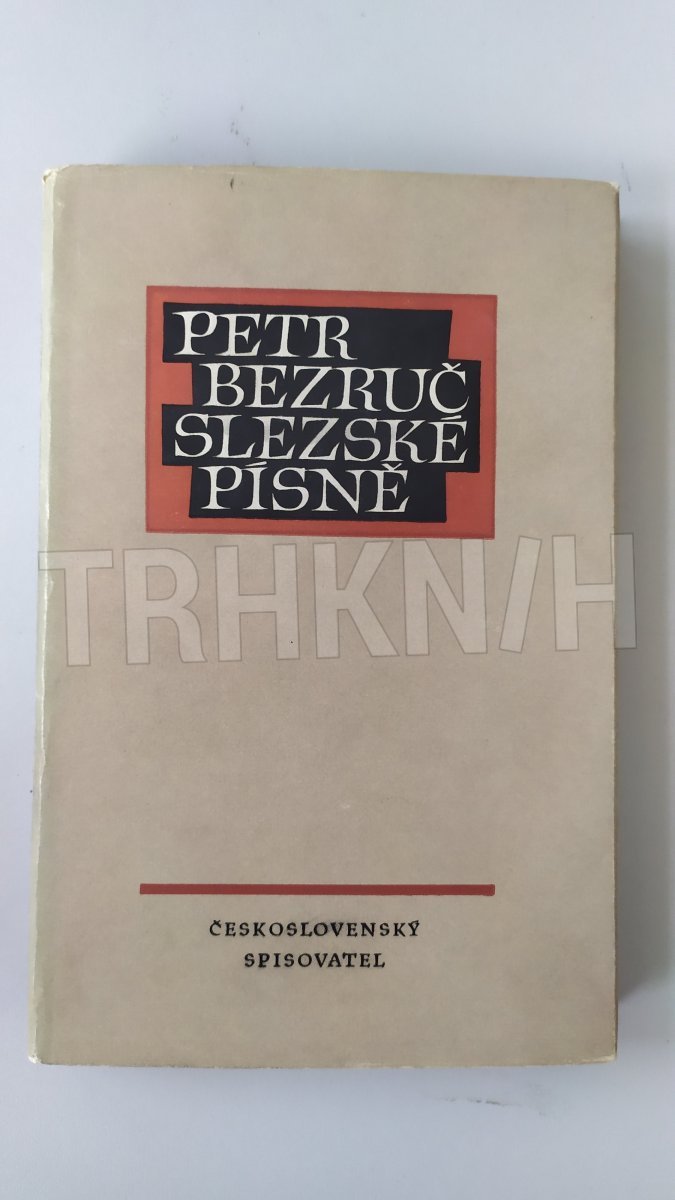 PETR
BEZRUČ
SLEZSKÉ
PÍSNĚ
TRHKNIH
ČESKOSLOVENSKÝ
SPISOVATEL